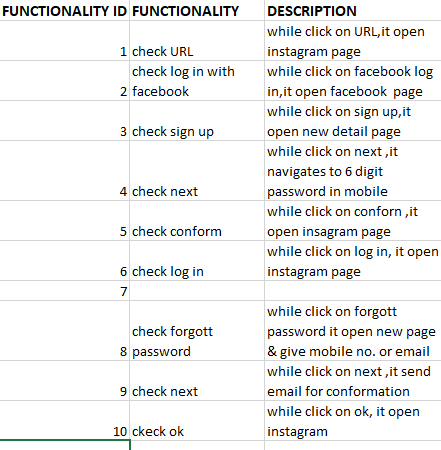 FUNCTIONALITY ID FUNCTIONALITY DESCRIPTION
while click on URL,it open
1 check URL instagram page
check log in with while click on facebook log
2 facebook in,it open facebook page
while click on sign up,it
3 check sign up open new detail page
while click on next ,it
navigates to 6 digit
4 check next password in mobile
while click on conforn ,it
5 check conform open insagram page
while click on log in, it open
6 check log in instagram page
7
while click on forgott
check forgott password it open new page
8 password & give mobile no. or email
while click on next ,it send
9 check next email for conformation
while click on ok, it open
10 ckeck ok instagram